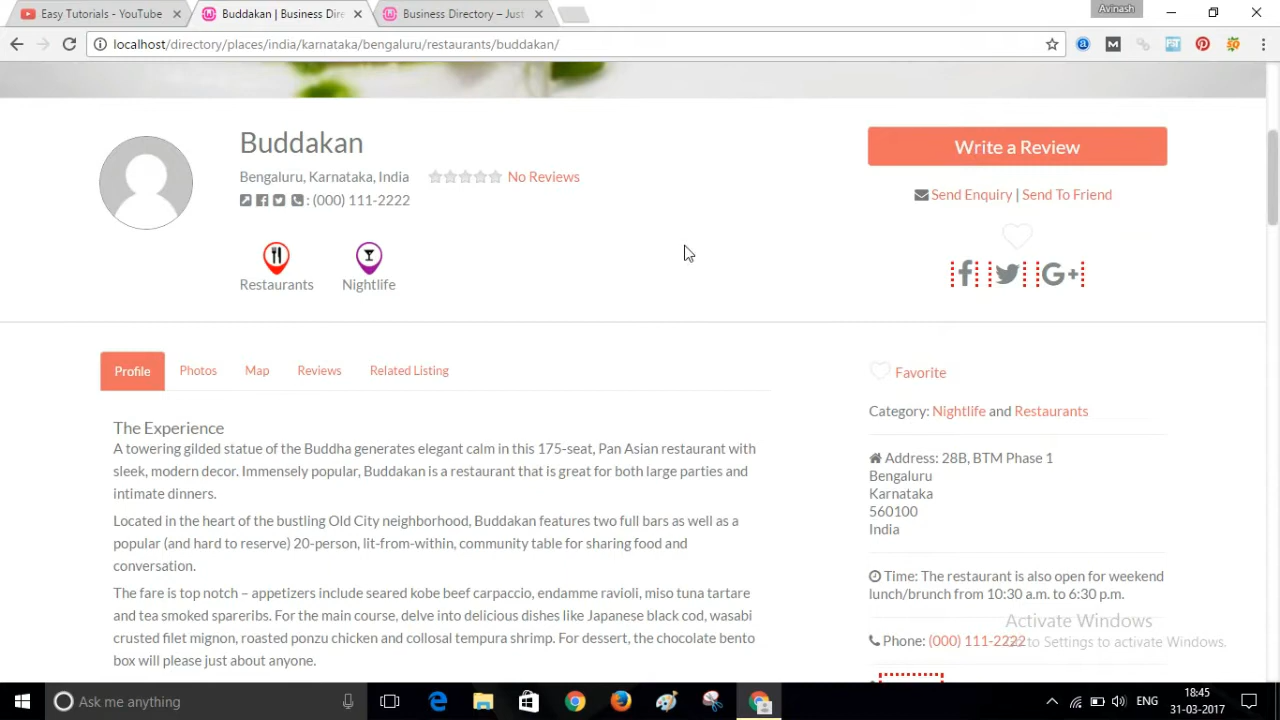 Easy Tutorials - YouTube
Buddakan | Business Dire
Business Directory – Just
Avinash
localhost/directory/places/india/karnataka/bengaluru/restaurants/buddakan/
Buddakan
Bengaluru, Karnataka, India No Reviews
: (000) 111-2222
Restaurants Nightlife
Write a Review
Send Enquiry | Send To Friend
Profile Photos Map Reviews Related Listing
The Experience
A towering gilded statue of the Buddha generates elegant calm in this 175-seat, Pan Asian restaurant with
sleek, modern decor. Immensely popular, Buddakan is a restaurant that is great for both large parties and
intimate dinners.
Located in the heart of the bustling Old City neighborhood, Buddakan features two full bars as well as a
popular (and hard to reserve) 20-person, lit-from-within, community table for sharing food and
conversation.
The fare is top notch – appetizers include seared kobe beef carpaccio, endamme ravioli, miso tuna tartare
and tea smoked spareribs. For the main course, delve into delicious dishes like Japanese black cod, wasabi
crusted filet mignon, roasted ponzu chicken and collosal tempura shrimp. For dessert, the chocolate bento
box will please just about anyone.
Favorite
Category: Nightlife and Restaurants
Address: 28B, BTM Phase 1
Bengaluru
Karnataka
560100
India
Time: The restaurant is also open for weekend
lunch/brunch from 10:30 a.m. to 6:30 p.m.
Phone: (000) 111-2222
Activate Windows
Go to Settings to activate Windows.
Ask me anything
ENG
18:45
31-03-2017